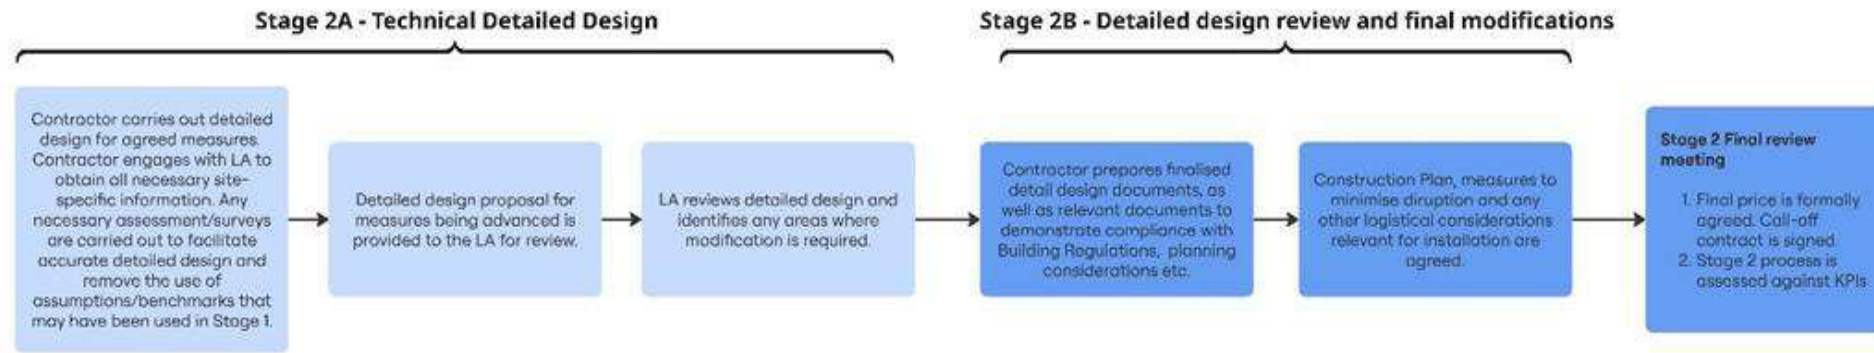 Stage 2A - Technical Detailed Design
Stage 2B - Detailed design review and final modifications
Contractor carries out detailed
design for agreed measures.
Contractor engages with LA to
obtain all necessary site-
specific information. Any
necessary assessment/surveys
are carried out to facilitate
accurate detailed design and
remove the use of
assumptions/benchmarks that
may have been used in Stage 1.
Detailed design proposal for
measures being advanced is
provided to the LA for review.
LA reviews detailed design and
identifies any areas where
modification is required.
Contractor prepares finalised
detail design documents, as
well as relevant documents to
demonstrate compliance with
Building Regulations, planning
considerations etc.
Construction Plan, measures to
minimise diruption and any
other logistical considerations
relevant for installation are
agreed.
Stage 2 Final review
meeting
1. Final price is formally
agreed. Call-off
contract is signed.
2. Stage 2 process is
assessed against KPIs